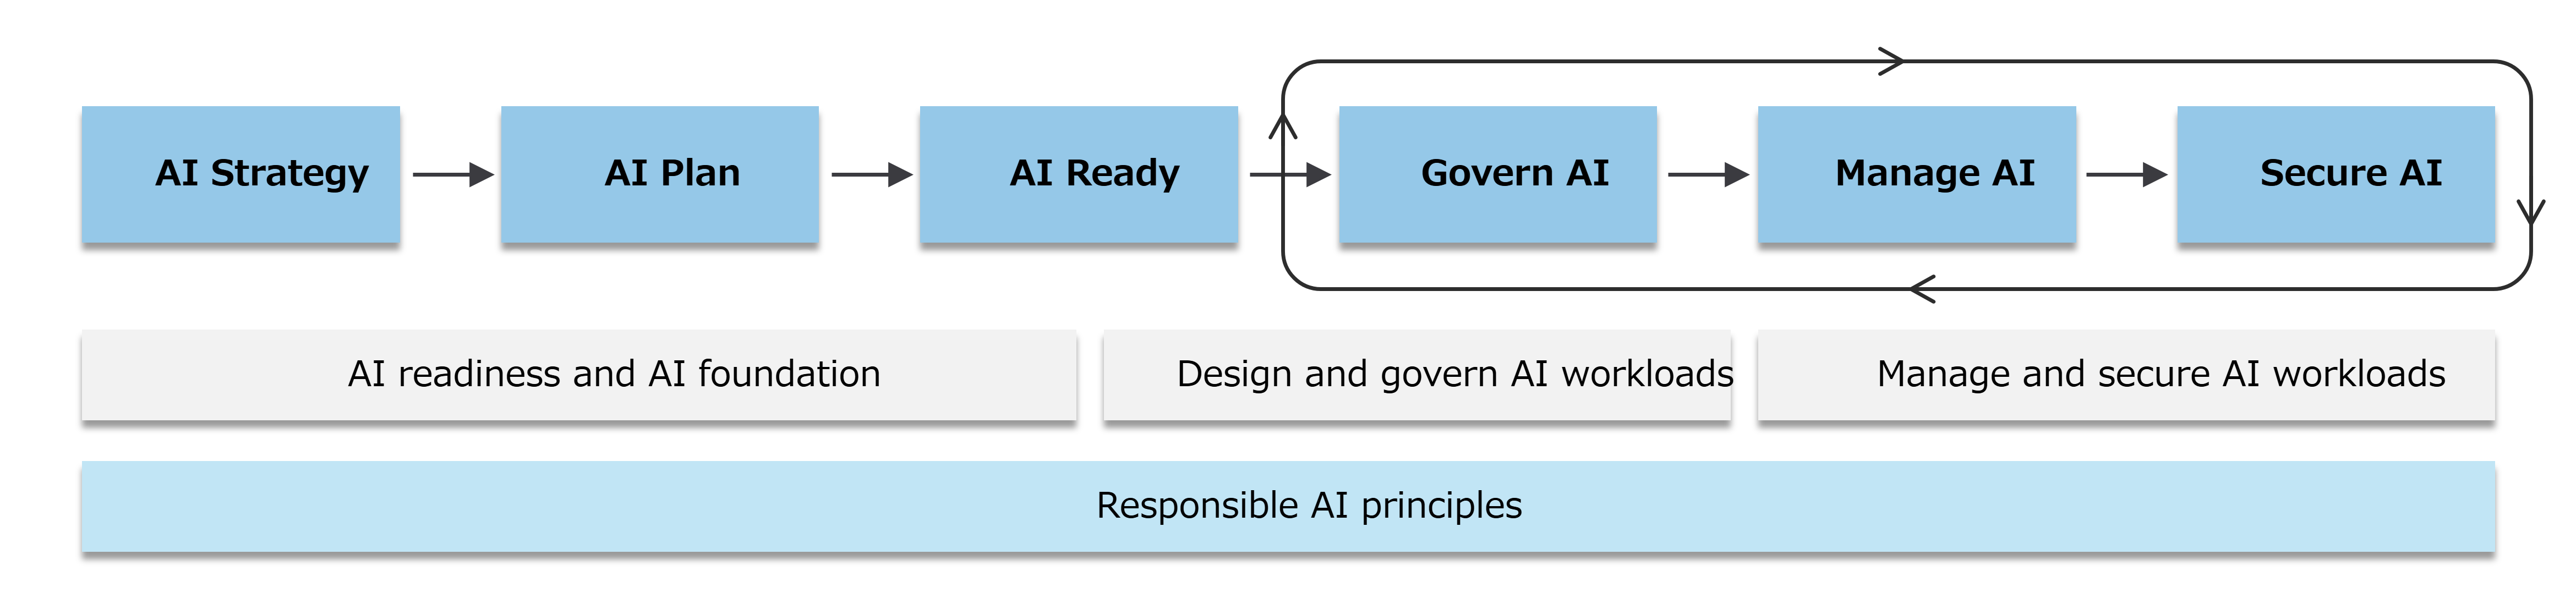 AI Strategy
AI Plan
AI Ready
Govern AI
Manage AI
Secure AI
AI readiness and AI foundation
Design and govern AI workloads
Manage and secure AI workloads
Responsible AI principles